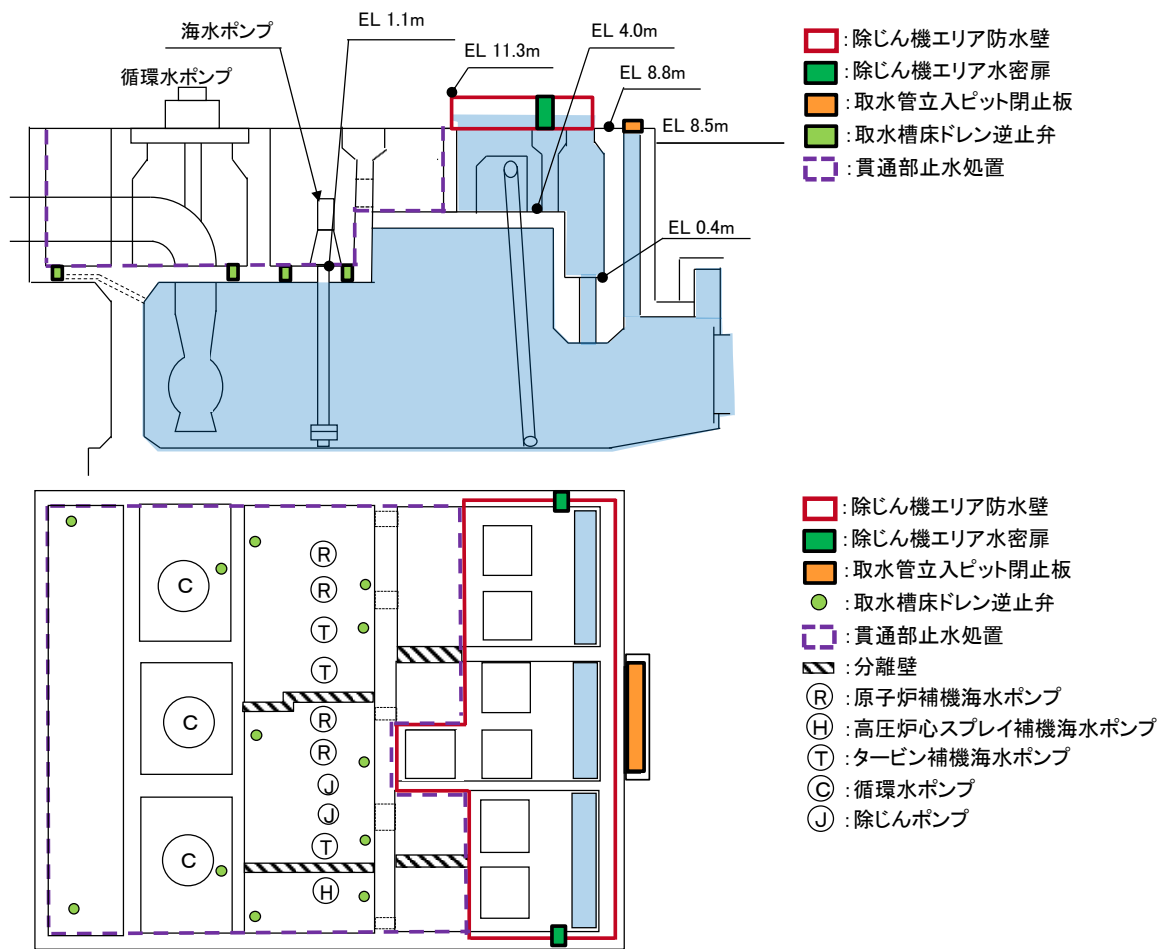 海水ポンプ
EL 1.1m
EL 4.0m
EL 11.3m
EL 8.8m
循環水ポンプ
EL 8.5m
EL 0.4m
:除じん機エリア防水壁
:除じん機エリア水密扉
:取水管立入ピット閉止板
:取水槽床ドレン逆止弁
:貫通部止水処置
C
C
C
R
R
T
T
R
R
J
J
T
H
:除じん機エリア防水壁
:除じん機エリア水密扉
:取水管立入ピット閉止板
:取水槽床ドレン逆止弁
:貫通部止水処置
:分離壁
R :原子炉補機海水ポンプ
H :高圧炉心スプレイ補機海水ポンプ
T :タービン補機海水ポンプ
C :循環水ポンプ
J :除じんポンプ